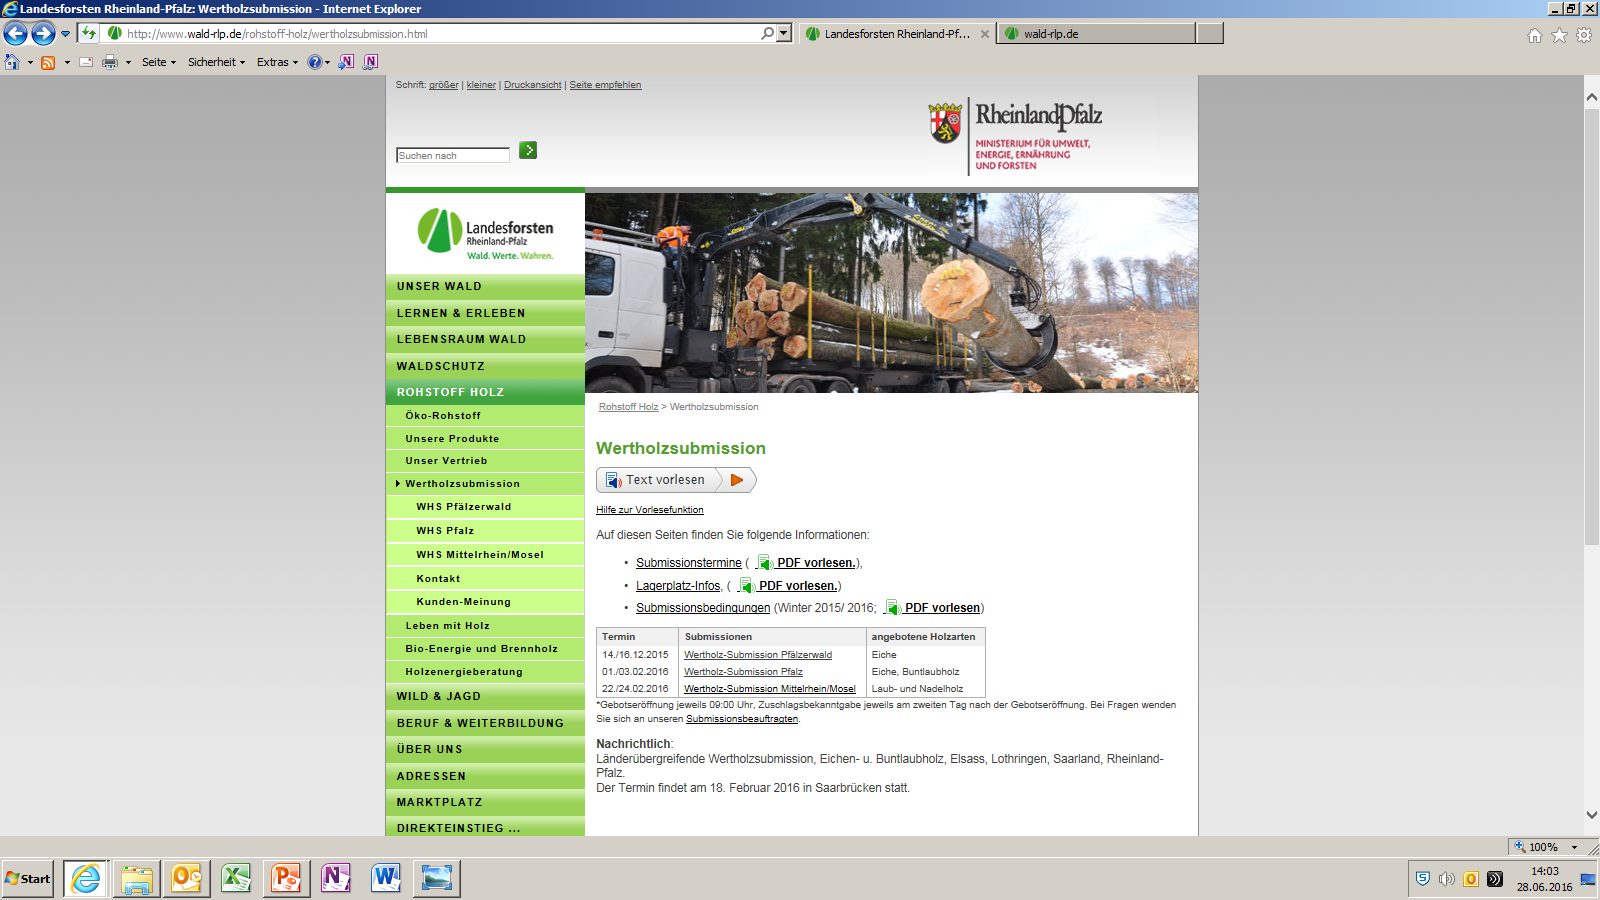 Landesforsten Rheinland-Pfalz: Wertholzsubmission - Internet Explorer
http://www.wald-rlp.de/rohstoff-holz/wertholzsubmission.html
Landesforsten Rheinland-Pf...
wald-rlp.de
Seite
Sicherheit
Extras
Schrift: größer | kleiner | Druckansicht | Seite empfehlen
Suchen nach
RheinlandPfalz
MINISTERIUM FÜR UMWELT,
ENERGIE, ERNÄHRUNG
UND FORSTEN
Landesforsten
Rheinland-Pfalz
Wald. Werte. Wahren.
UNSER WALD
LERNEN & ERLEBEN
LEBENSRAUM WALD
WALDSCHUTZ
ROHSTOFF HOLZ
Öko-Rohstoff
Unsere Produkte
Unser Vertrieb
Wertholzsubmission
WHS Pfälzerwald
WHS Pfalz
WHS Mittelrhein/Mosel
Kontakt
Kunden-Meinung
Leben mit Holz
Bio-Energie und Brennholz
Holzenergieberatung
WILD & JAGD
BERUF & WEITERBILDUNG
ÜBER UNS
ADRESSEN
MARKTPLATZ
DIREKTEINSTIEG ...
Rohstoff Holz > Wertholzsubmission
Wertholzsubmission
Text vorlesen
Hilfe zur Vorlesefunktion
Auf diesen Seiten finden Sie folgende Informationen:
• Submissionstermine ( PDF vorlesen.),
• Lagerplatz-Infos, ( PDF vorlesen.)
• Submissionsbedingungen (Winter 2015/ 2016; PDF vorlesen)
Termin Submissionen angebotene Holzarten
14./16.12.2015 Wertholz-Submission Pfälzerwald Eiche
01./03.02.2016 Wertholz-Submission Pfalz Eiche, Buntlaubholz
22./24.02.2016 Wertholz-Submission Mittelrhein/Mosel Laub- und Nadelholz
*Gebotseröffnung jeweils 09:00 Uhr, Zuschlagsbekanntgabe jeweils am zweiten Tag nach der Gebotseröffnung. Bei Fragen wenden
Sie sich an unseren Submissionsbeauftragten.
Nachrichtlich:
Länderübergreifende Wertholzsubmission, Eichen- u. Buntlaubholz, Elsass, Lothringen, Saarland, Rheinland-
Pfalz.
Der Termin findet am 18. Februar 2016 in Saarbrücken statt.
100%
Start
14:03
28.06.2016